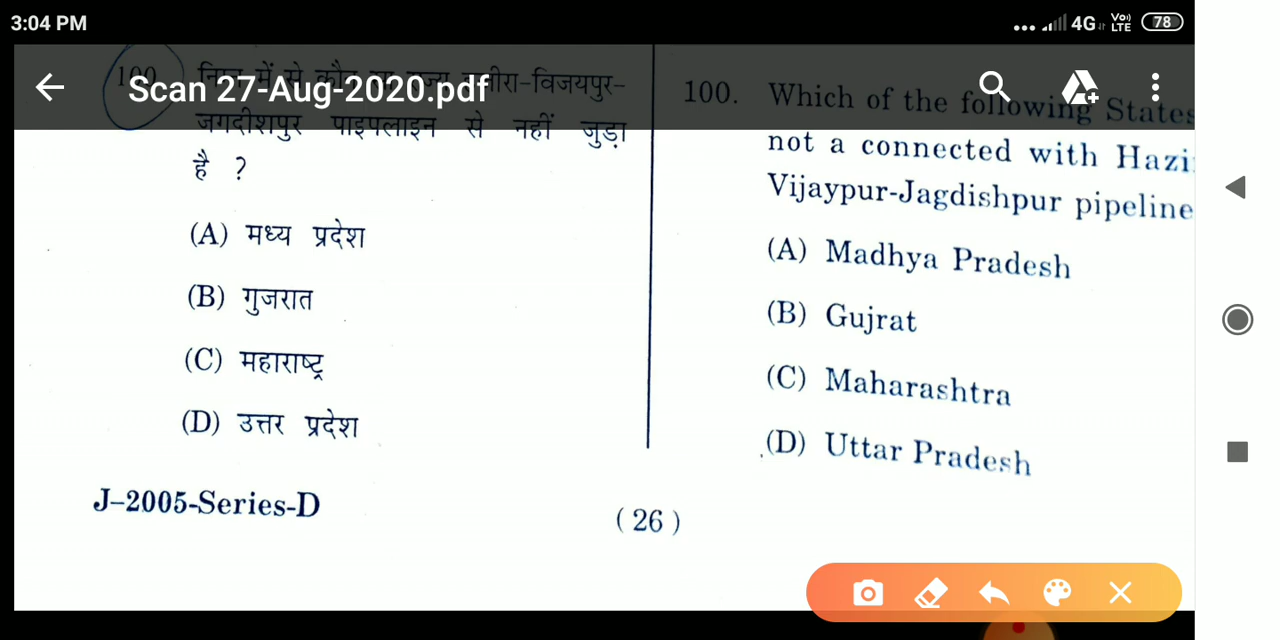 3:04 PM
4G
Vo))
LTE
78
Scan 27-Aug-2020.pdf
100. निम्न में से
विजयपुर-
जगदीशपुर पाइपलाइन से नहीं जुड़ा
है ?
(A) मध्य प्रदेश
(B) गुजरात
(C) महाराष्ट्र
(D) उत्तर प्रदेश
J-2005-Series-D
(26)
100. Which of the following States
not a connected with Hazi
Vijaypur-Jagdishpur pipeline
(A) Madhya Pradesh
(B) Gujrat
(C) Maharashtra
(D) Uttar Pradesh